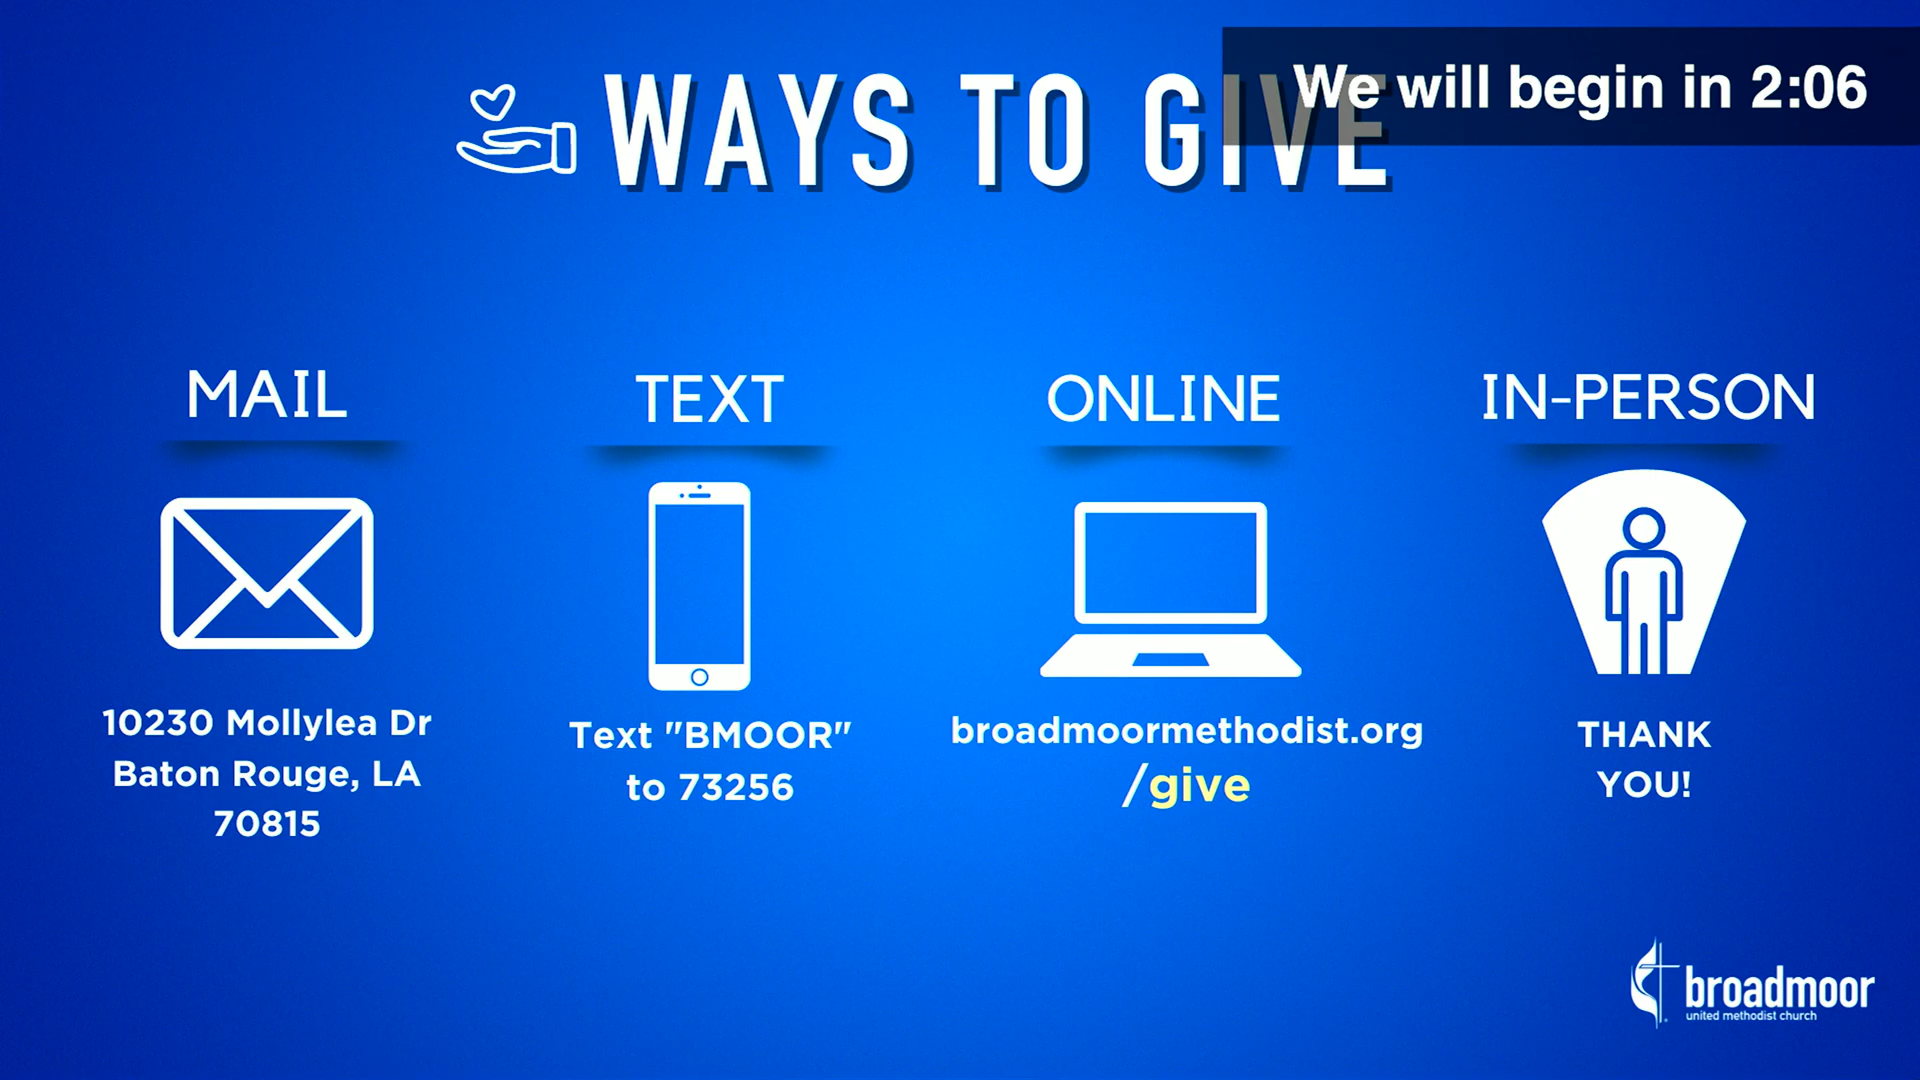 We will begin in 2:06
WAYS TO GIVE
MAIL
TEXT
ONLINE
IN-PERSON
10230 Mollylea Dr
Baton Rouge, LA
70815
Text "BMOOR"
to 73256
broadmoormethodist.org
/give
THANK
YOU!
broadmoor
united methodist church